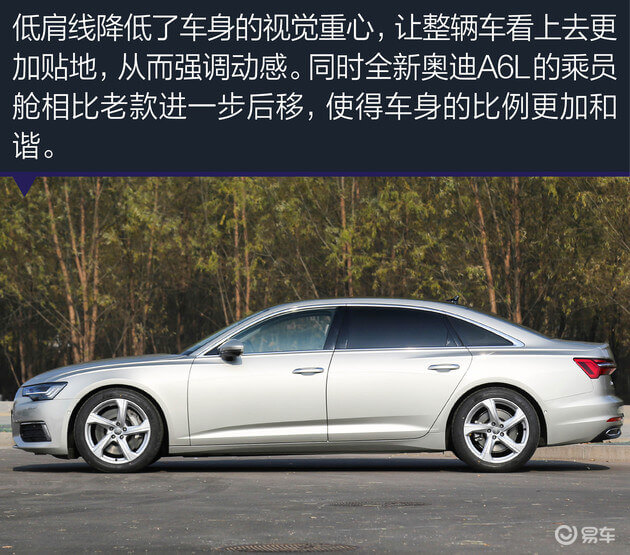 低肩线降低了车身的视觉重心，让整辆车看上去更
加贴地，从而强调动感。同时全新奥迪A6L的乘员
舱相比老款进一步后移，使得车身的比例更加和
谐。
易车